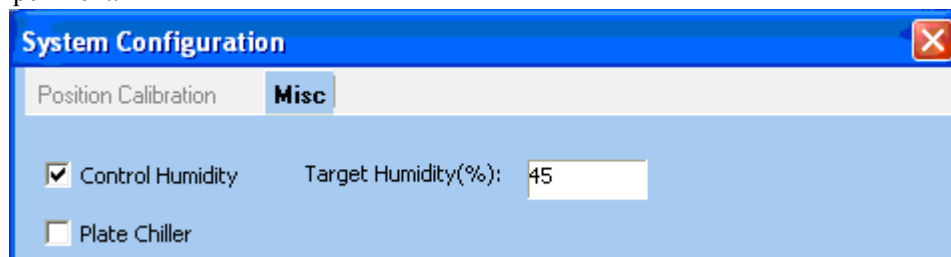 System Configuration
Position Calibration Misc
Control Humidity Target Humidity(%): 45
Plate Chiller